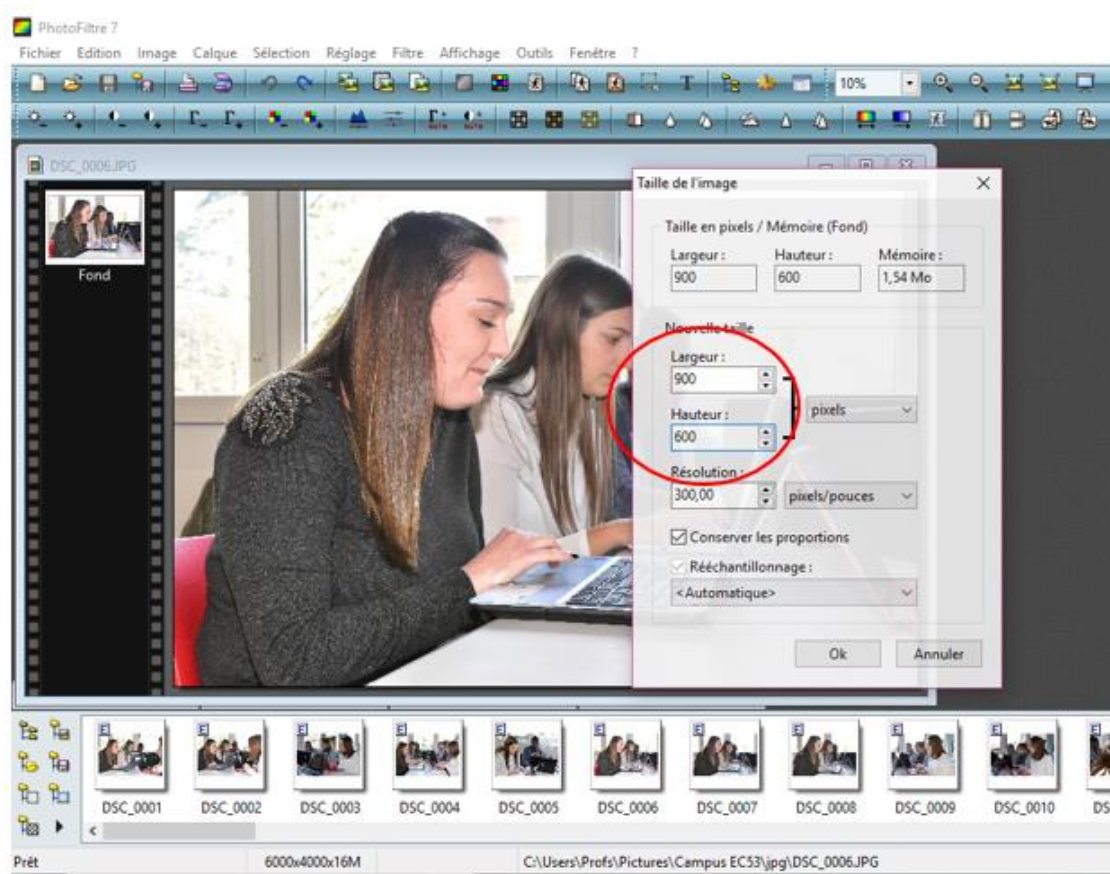 PhotoFiltre 7
Fichier Edition Image Calque Sélection Réglage Filtre Affichage Outils Fenêtre ?
T 10%
AUTO AUTO
DSC_0006.JPG
Fond
Taille de l'image
Taille en pixels / Mémoire (Fond)
Largeur : Hauteur : Mémoire :
900 600 1,54 Mo
Nouvelle taille
Largeur :
900
pixels
Hauteur :
600
Résolution :
300,00 pixels/pouces
Conserver les proportions
Rééchantillonnage :
<Automatique>
Ok Annuler
E E E E E E E E E E E
DSC_0001 DSC_0002 DSC_0003 DSC_0004 DSC_0005 DSC_0006 DSC_0007 DSC_0008 DSC_0009 DSC_0010 DS
Prêt 6000x4000x16M C:\Users\Profs\Pictures\Campus EC53\jpg\DSC_0006.JPG